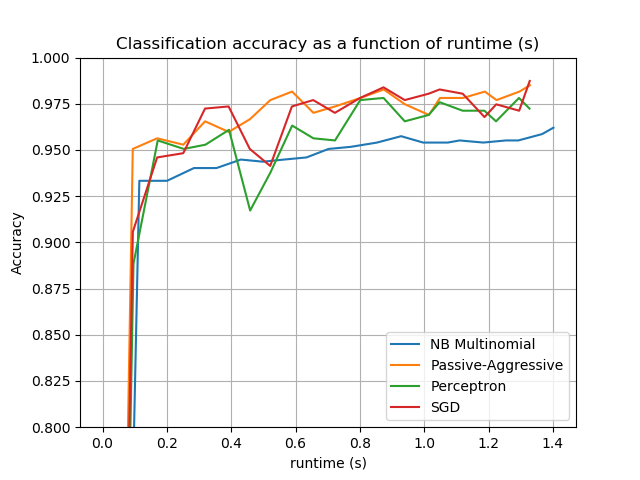 Classification accuracy as a function of runtime (s)
1.000
0.975
0.950
0.925
0.900
0.875
0.850
0.825
0.800
Accuracy
NB Multinomial
Passive-Aggressive
Perceptron
SGD
0.0 0.2 0.4 0.6 0.8 1.0 1.2 1.4
runtime (s)